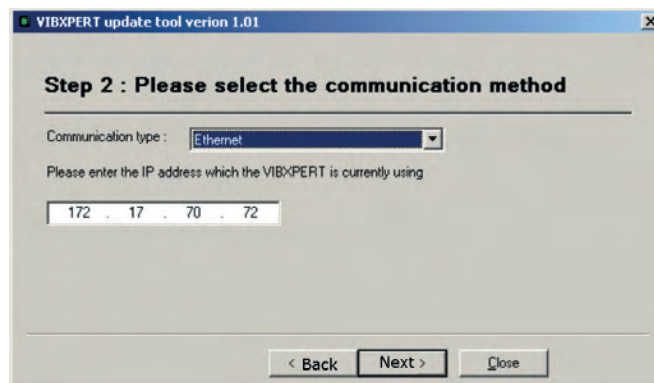 VIBXPERT update tool verion 1.01
Step 2 : Please select the communication method
Communication type : Ethernet
Please enter the IP address which the VIBXPERT is currently using
172 . 17 . 70 . 72
< Back Next > Close